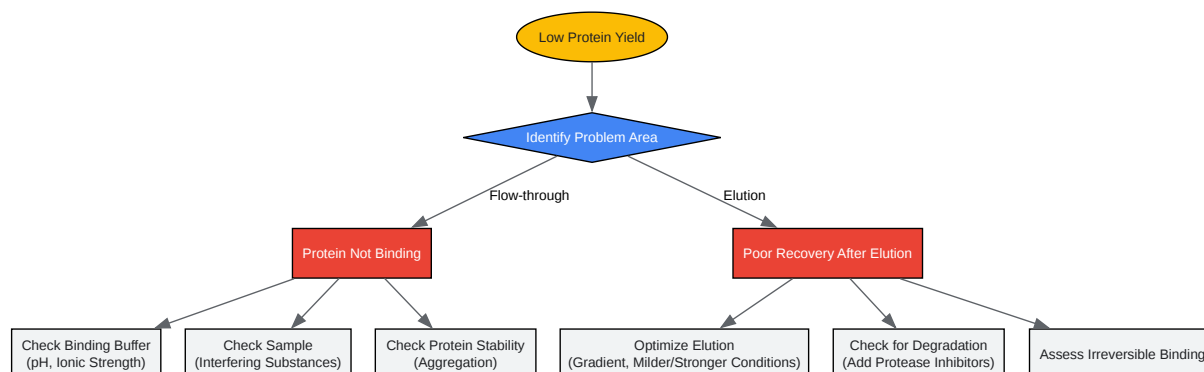 Low Protein Yield
Identify Problem Area
Flow-through
Elution
Protein Not Binding
Poor Recovery After Elution
Check Binding Buffer
(pH, Ionic Strength)
Check Sample
(Interfering Substances)
Check Protein Stability
(Aggregation)
Optimize Elution
(Gradient, Milder/Stronger Conditions)
Check for Degradation
(Add Protease Inhibitors)
Assess Irreversible Binding